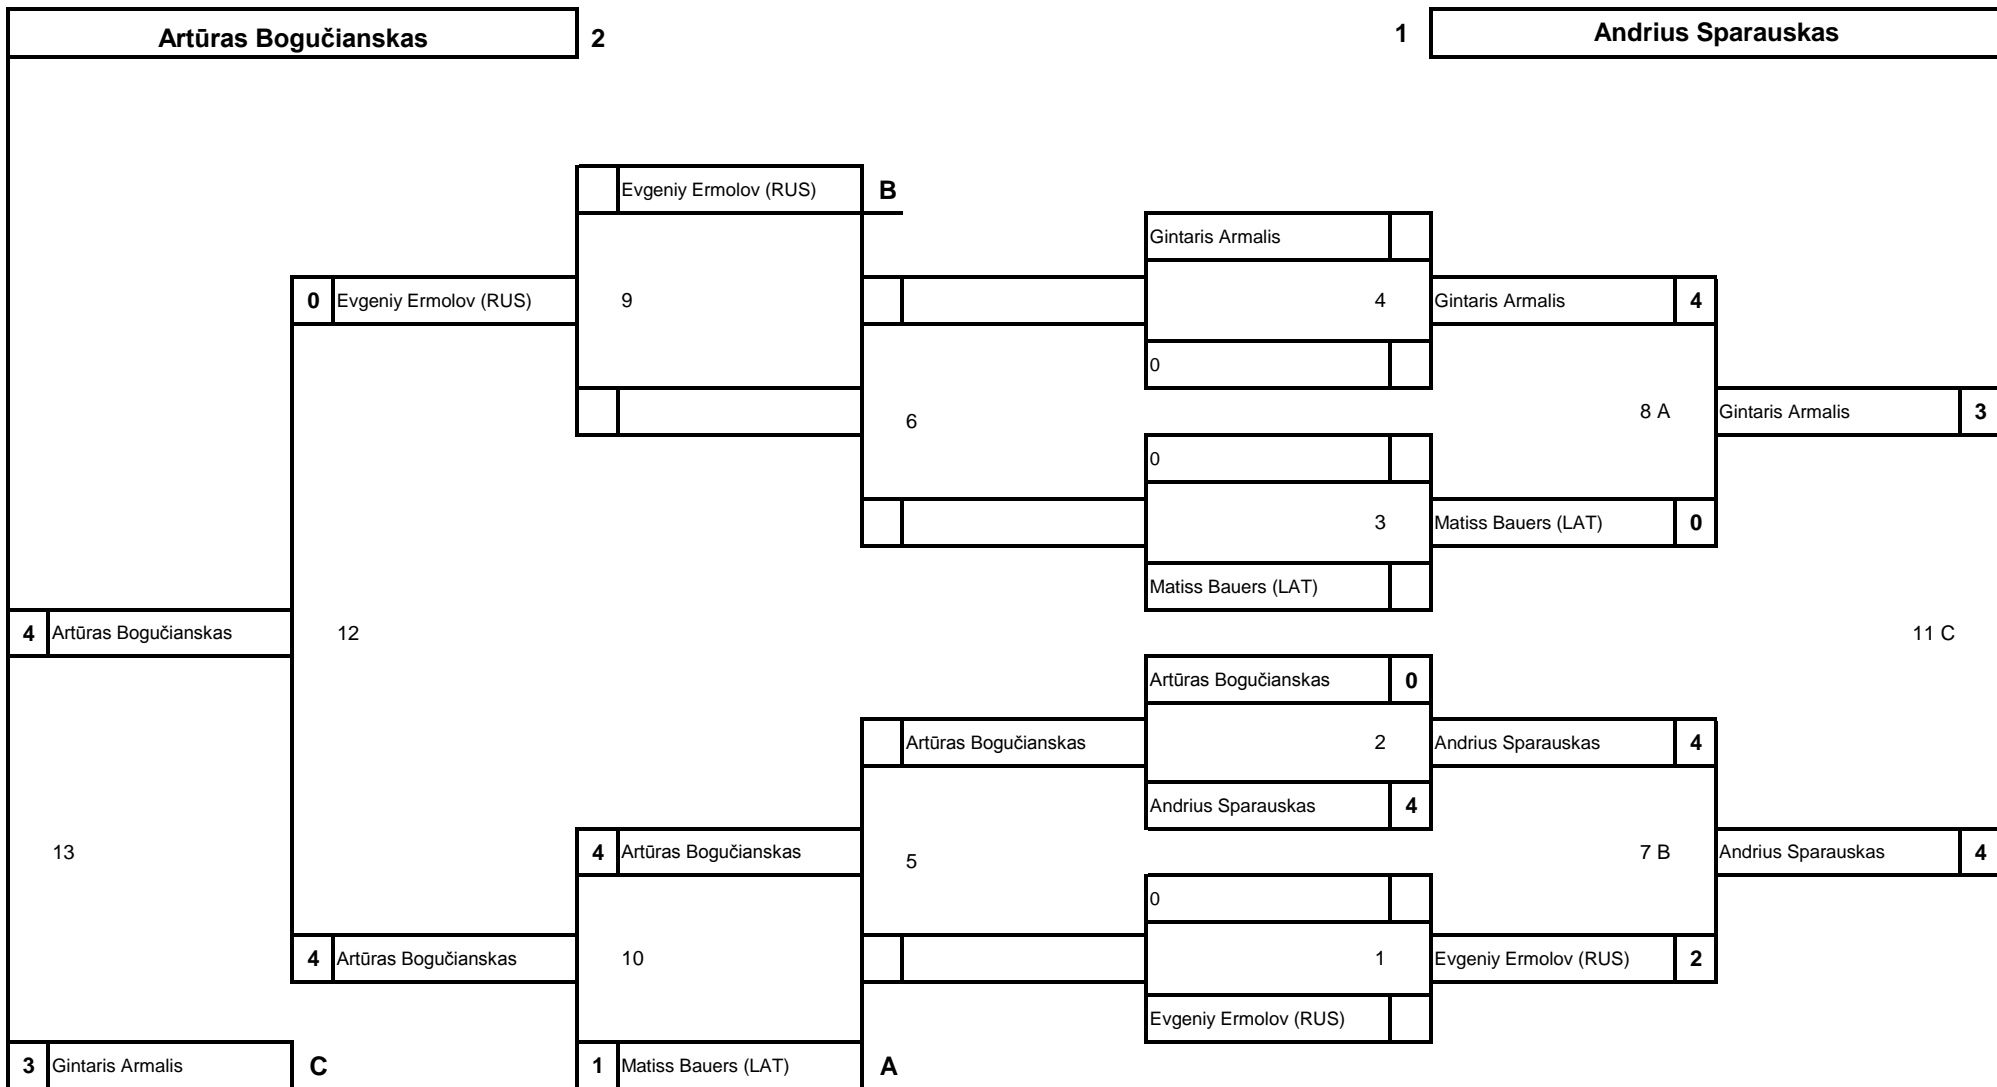 Artūras Bogučianskas 2 1 Andrius Sparauskas
Evgeniy Ermolov (RUS) B
Gintaris Armalis
0 Evgeniy Ermolov (RUS) 9 4 Gintaris Armalis 4
0
8 A Gintaris Armalis 3
6
0
3 Matiss Bauers (LAT) 0
Matiss Bauers (LAT)
4 Artūras Bogučianskas 12 11 C
Artūras Bogučianskas 0
Artūras Bogučianskas 2 Andrius Sparauskas 4
Andrius Sparauskas 4
13 4 Artūras Bogučianskas 5 7 B Andrius Sparauskas 4
0
4 Artūras Bogučianskas 10 1 Evgeniy Ermolov (RUS) 2
Evgeniy Ermolov (RUS)
3 Gintaris Armalis C 1 Matiss Bauers (LAT) A